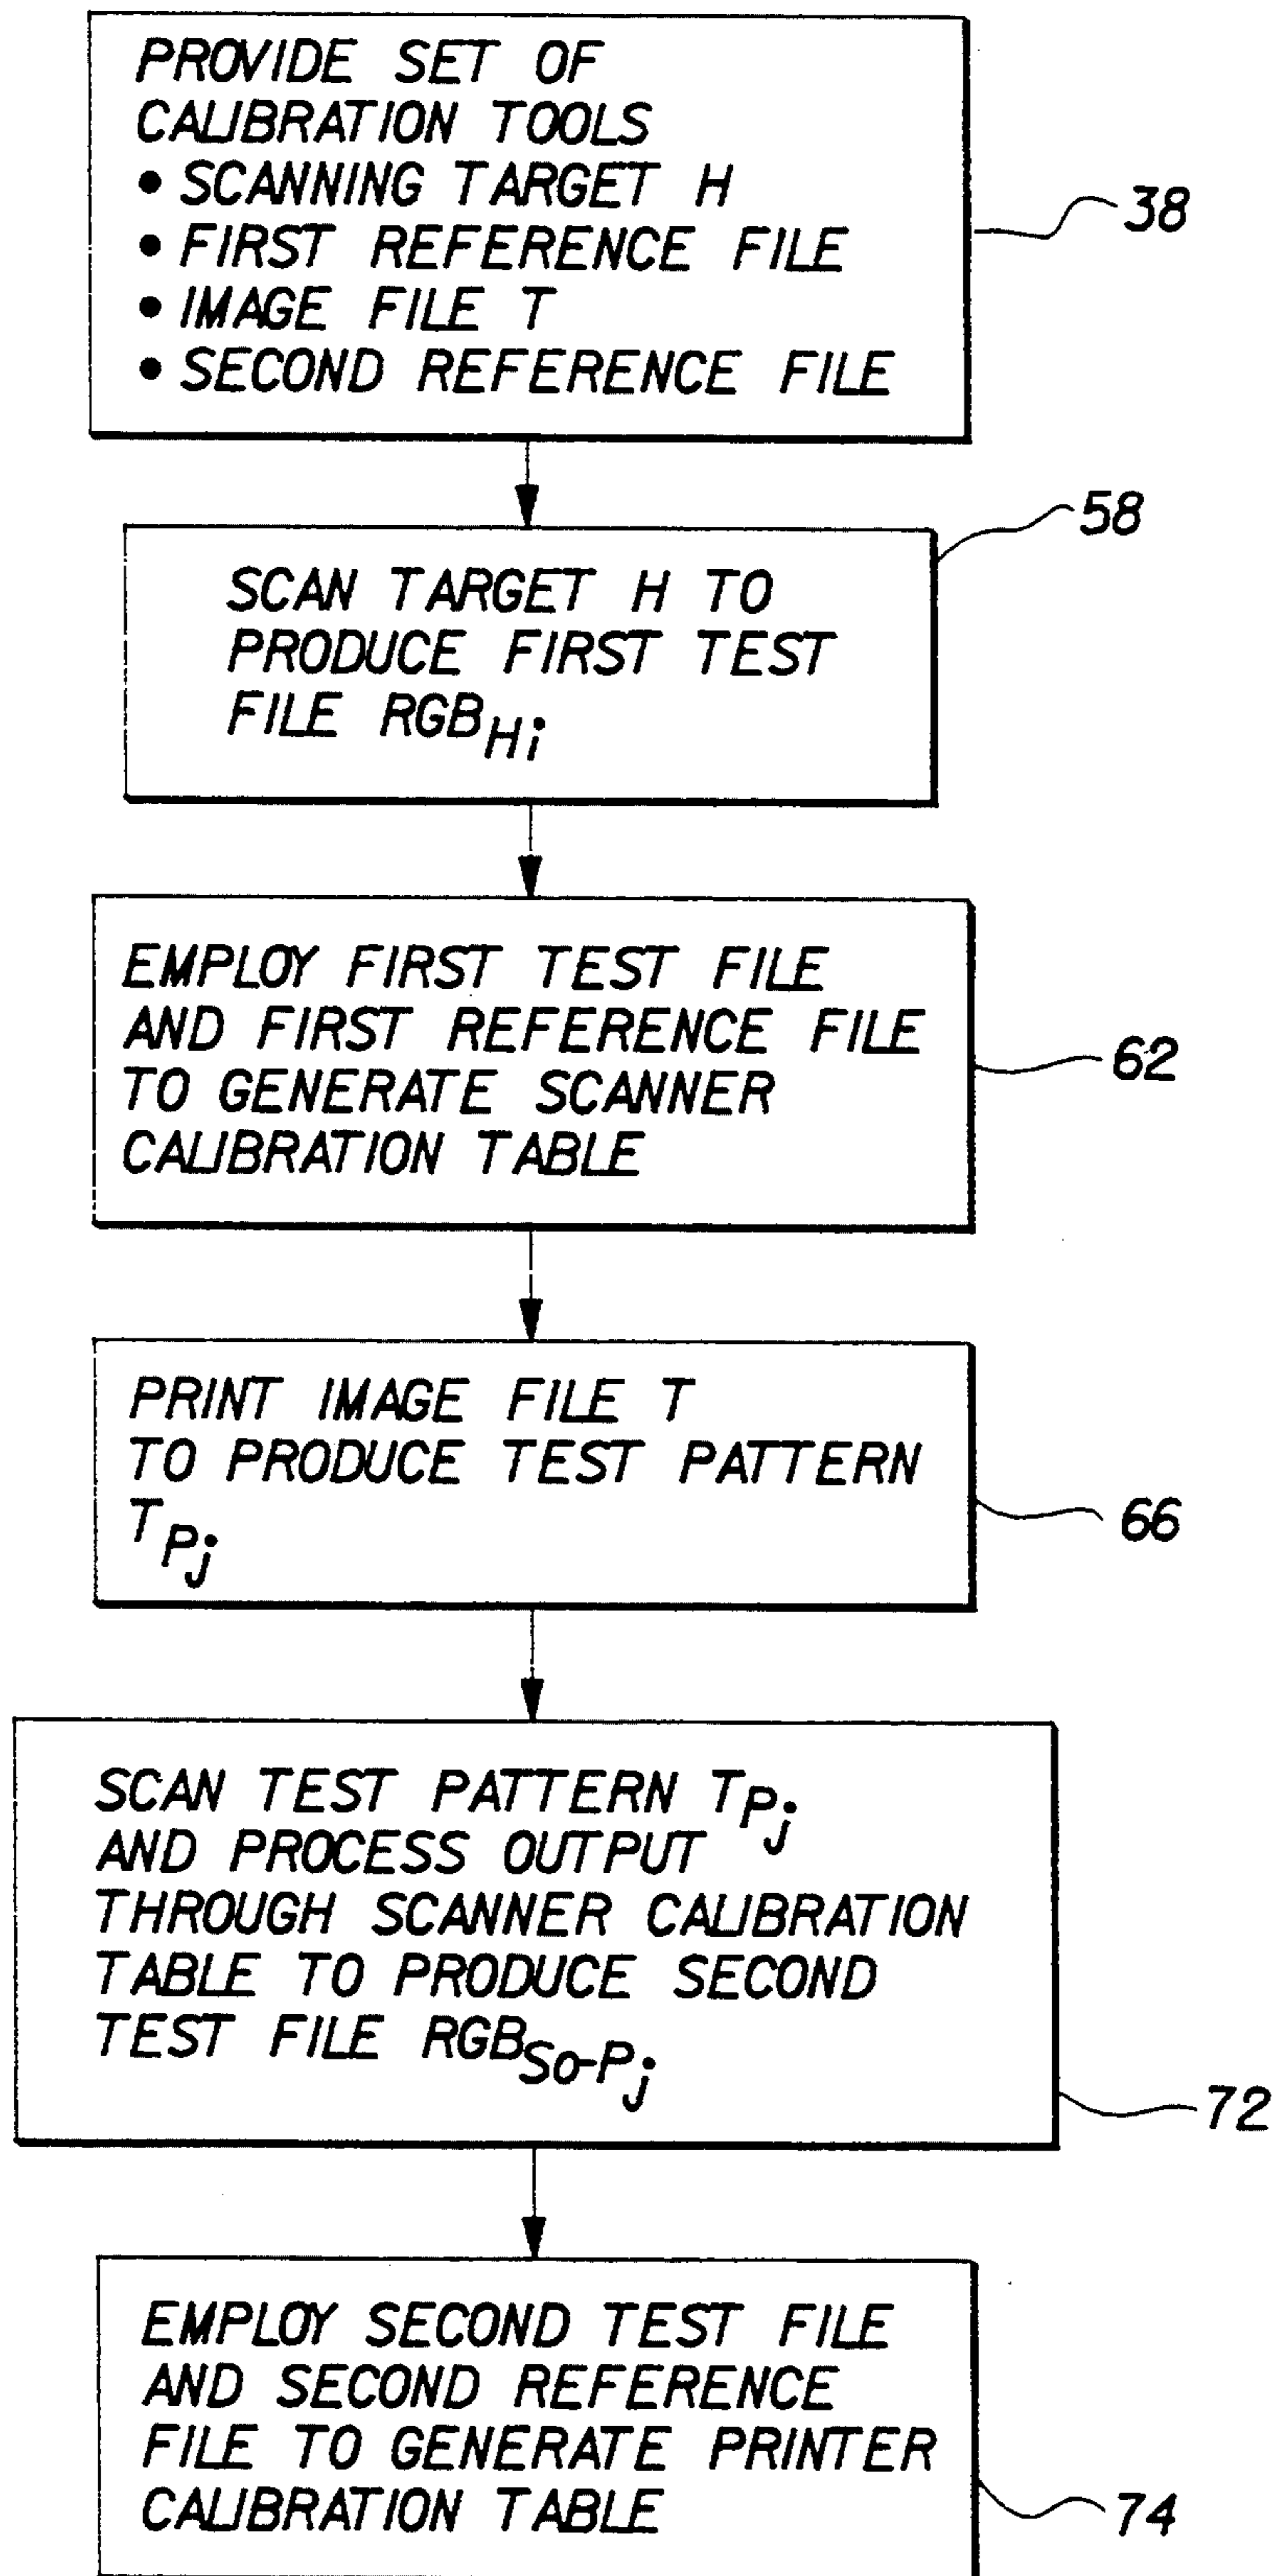 PROVIDE SET OF
CALIBRATION TOOLS
• SCANNING TARGET H
• FIRST REFERENCE FILE
• IMAGE FILE T
• SECOND REFERENCE FILE
38
SCAN TARGET H TO
PRODUCE FIRST TEST
FILE RGB_Hi
58
EMPLOY FIRST TEST FILE
AND FIRST REFERENCE FILE
TO GENERATE SCANNER
CALIBRATION TABLE
62
PRINT IMAGE FILE T
TO PRODUCE TEST PATTERN
T_Pj
66
SCAN TEST PATTERN T_Pj
AND PROCESS OUTPUT
THROUGH SCANNER CALIBRATION
TABLE TO PRODUCE SECOND
TEST FILE RGB_So-Pj
72
EMPLOY SECOND TEST FILE
AND SECOND REFERENCE
FILE TO GENERATE PRINTER
CALIBRATION TABLE
74